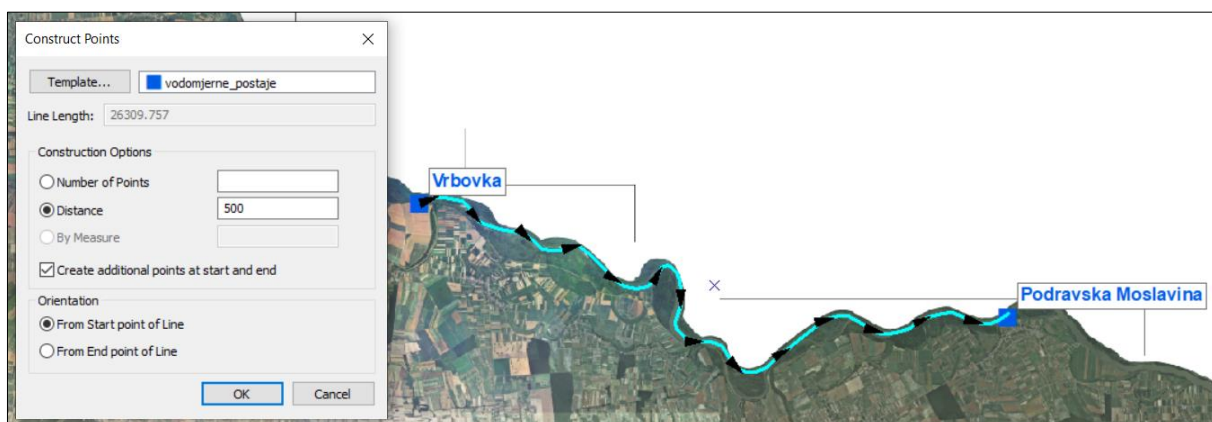 Construct Points
Template...
vodomjerne_postaje
Line Length:
26309.757
Construction Options
Number of Points
Distance
500
By Measure
Create additional points at start and end
Orientation
From Start point of Line
From End point of Line
OK
Cancel
Vrbovka
Podravska Moslavina